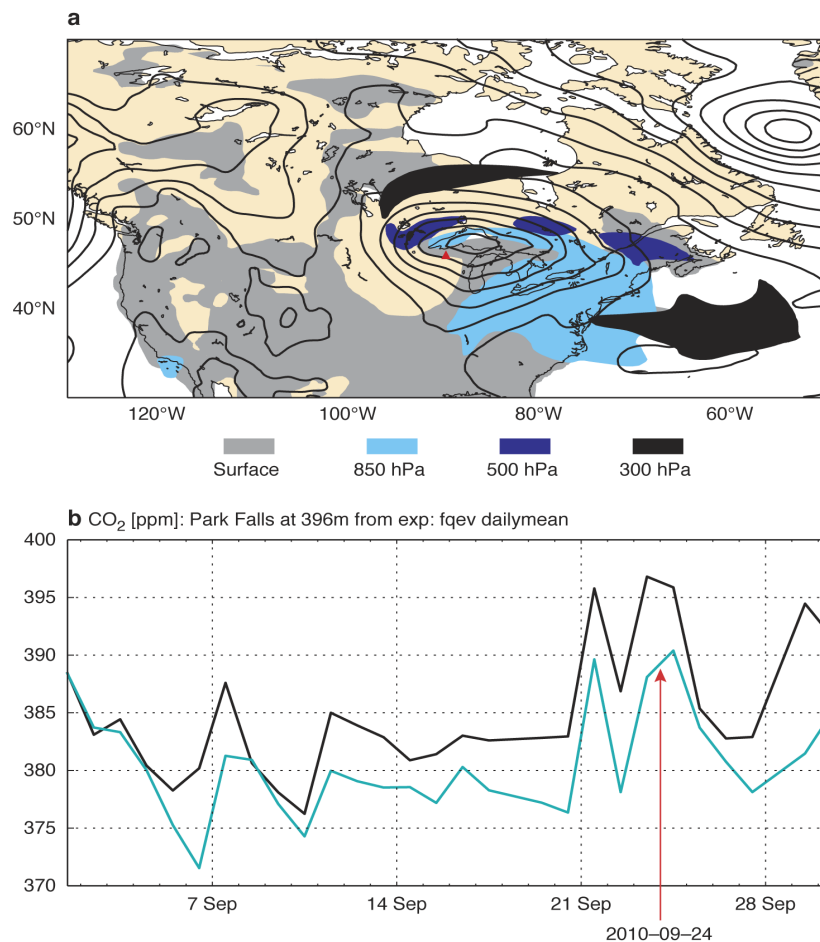 a
60°N
50°N
40°N
120°W 100°W 80°W 60°W
Surface 850 hPa 500 hPa 300 hPa
b CO₂ [ppm]: Park Falls at 396m from exp: fqev dailymean
400
395
390
385
380
375
370
7 Sep 14 Sep 21 Sep 28 Sep
2010–09–24